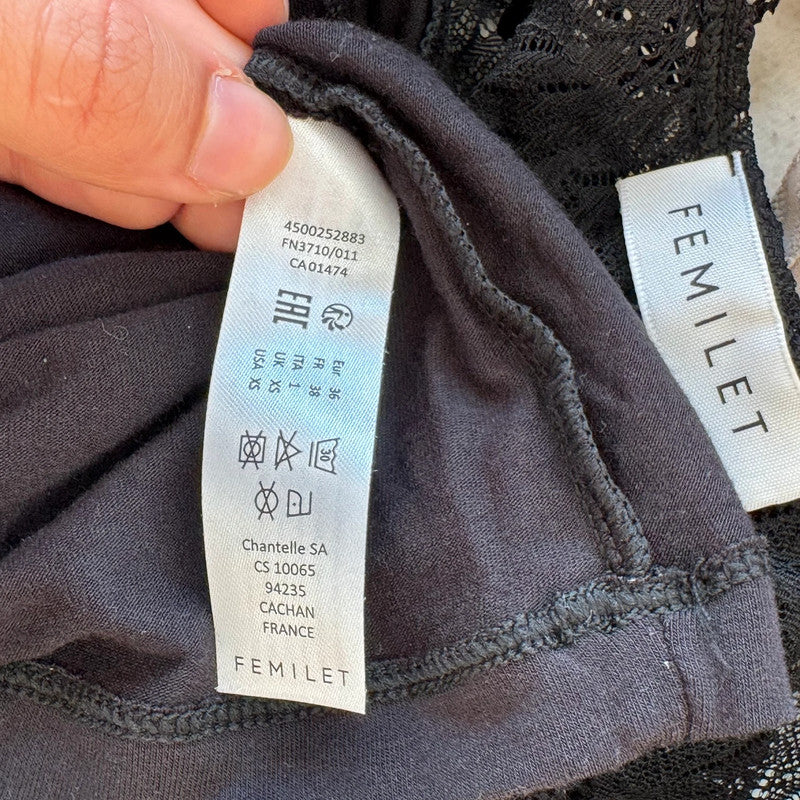 4500252883
FN3710/011
CA01474
EAC
Eur 36
FR 38
ITA 1
UK XS
USA XS
30
Chantelle SA
CS 10065
94235
CACHAN
FRANCE
FEMILET
FEMILET